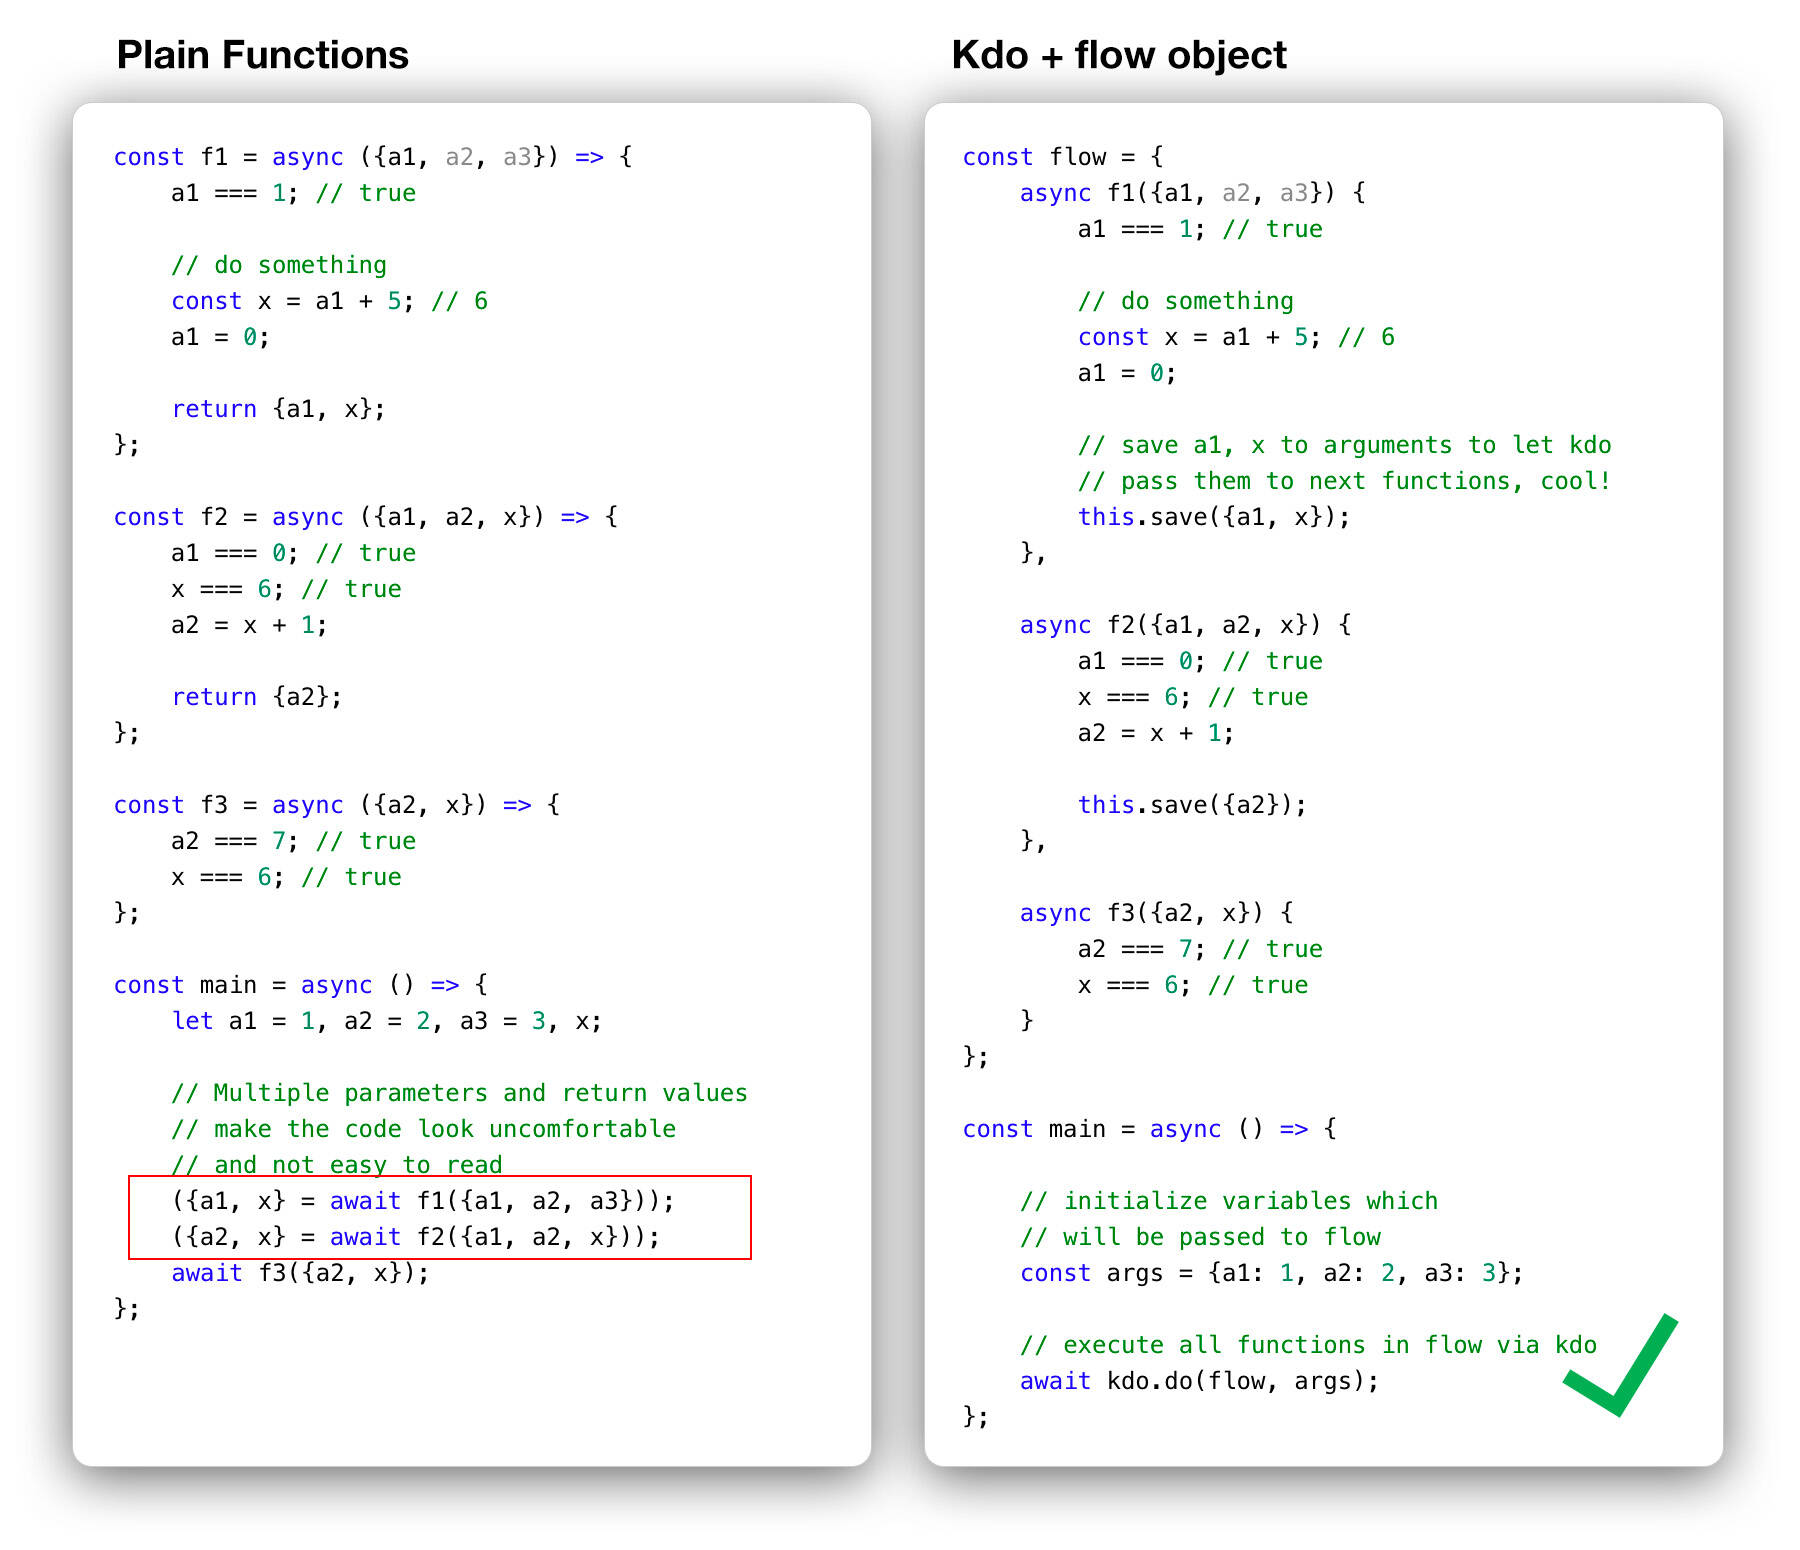 Plain Functions
const f1 = async ({a1, a2, a3}) => {
    a1 === 1; // true

    // do something
    const x = a1 + 5; // 6
    a1 = 0;

    return {a1, x};
};

const f2 = async ({a1, a2, x}) => {
    a1 === 0; // true
    x === 6; // true
    a2 = x + 1;

    return {a2};
};

const f3 = async ({a2, x}) => {
    a2 === 7; // true
    x === 6; // true
};

const main = async () => {
    let a1 = 1, a2 = 2, a3 = 3, x;

    // Multiple parameters and return values
    // make the code look uncomfortable
    // and not easy to read
    ({a1, x} = await f1({a1, a2, a3}));
    ({a2, x} = await f2({a1, a2, x}));
    await f3({a2, x});
};
Kdo + flow object
const flow = {
    async f1({a1, a2, a3}) {
        a1 === 1; // true

        // do something
        const x = a1 + 5; // 6
        a1 = 0;

        // save a1, x to arguments to let kdo
        // pass them to next functions, cool!
        this.save({a1, x});
    },

    async f2({a1, a2, x}) {
        a1 === 0; // true
        x === 6; // true
        a2 = x + 1;

        this.save({a2});
    },

    async f3({a2, x}) {
        a2 === 7; // true
        x === 6; // true
    }
};

const main = async () => {

    // initialize variables which
    // will be passed to flow
    const args = {a1: 1, a2: 2, a3: 3};

    // execute all functions in flow via kdo
    await kdo.do(flow, args);
};